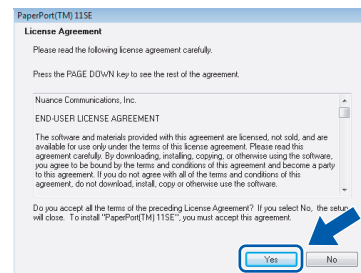 PaperPort(TM) 11SE
License Agreement
Please read the following license agreement carefully.
Press the PAGE DOWN key to see the rest of the agreement.
Nuance Communications, Inc.
END-USER LICENSE AGREEMENT
The software and materials provided with this agreement are licensed, not sold, and are
available for use only under the terms of this license agreement. Please read this
agreement carefully. By downloading, installing, copying, or otherwise using the software,
you agree to be bound by the terms and conditions of this agreement and become a party
to this agreement. If you do not agree with all of the terms and conditions of this
agreement, do not download, install, copy or otherwise use the software.
Do you accept all the terms of the preceding License Agreement? If you select No, the setup
will close. To install "PaperPort(TM) 11SE", you must accept this agreement.
Yes
No